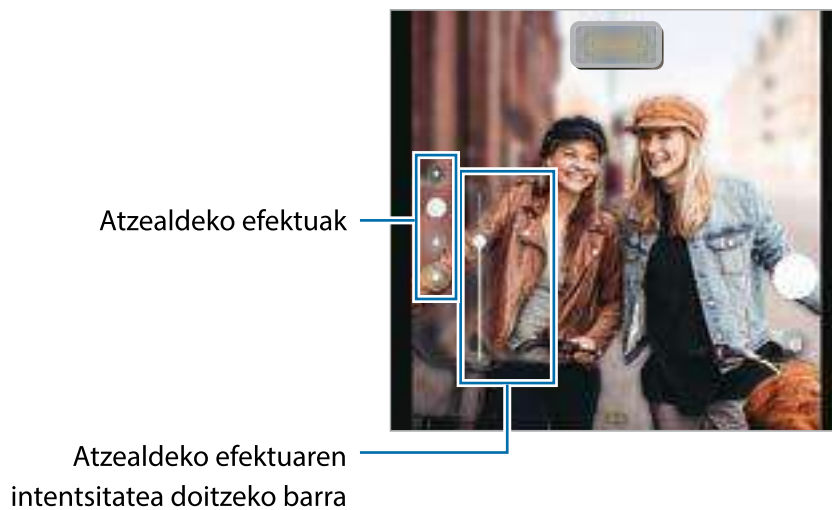 Atzealdeko efektuak
Atzealdeko efektuaren
intentsitatea doitzeko barra